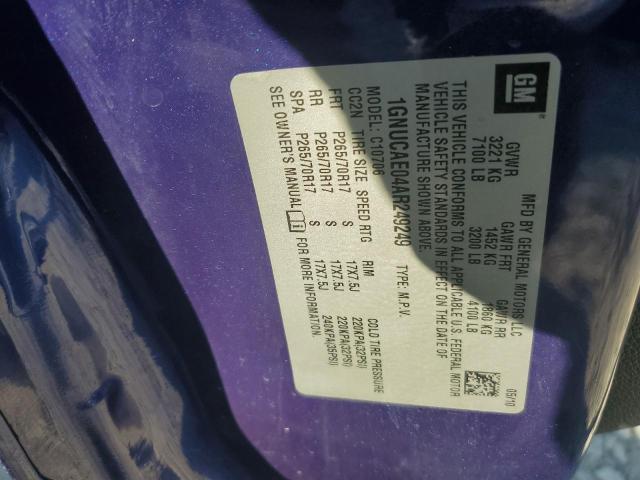 GM
MFD BY GENERAL MOTORS LLC 05/10
GVWR GAWR FRT GAWR RR
3221 KG 1452 KG 1860 KG
7100 LB 3200 LB 4100 LB
THIS VEHICLE CONFORMS TO ALL APPLICABLE U.S. FEDERAL MOTOR
VEHICLE SAFETY STANDARDS IN EFFECT ON THE DATE OF
MANUFACTURE SHOWN ABOVE.
1GNUCAE04AR249249 TYPE: M.P.V.
MODEL: C10706
CC2N TIRE SIZE SPEED RTG RIM COLD TIRE PRESSURE
FRT P265/70R17 S 17X7.5J 220KPA(32PSI)
RR P265/70R17 S 17X7.5J 220KPA(32PSI)
SPA P265/70R17 S 17X7.5J 240KPA(35PSI)
SEE OWNER'S MANUAL FOR MORE INFORMATION.